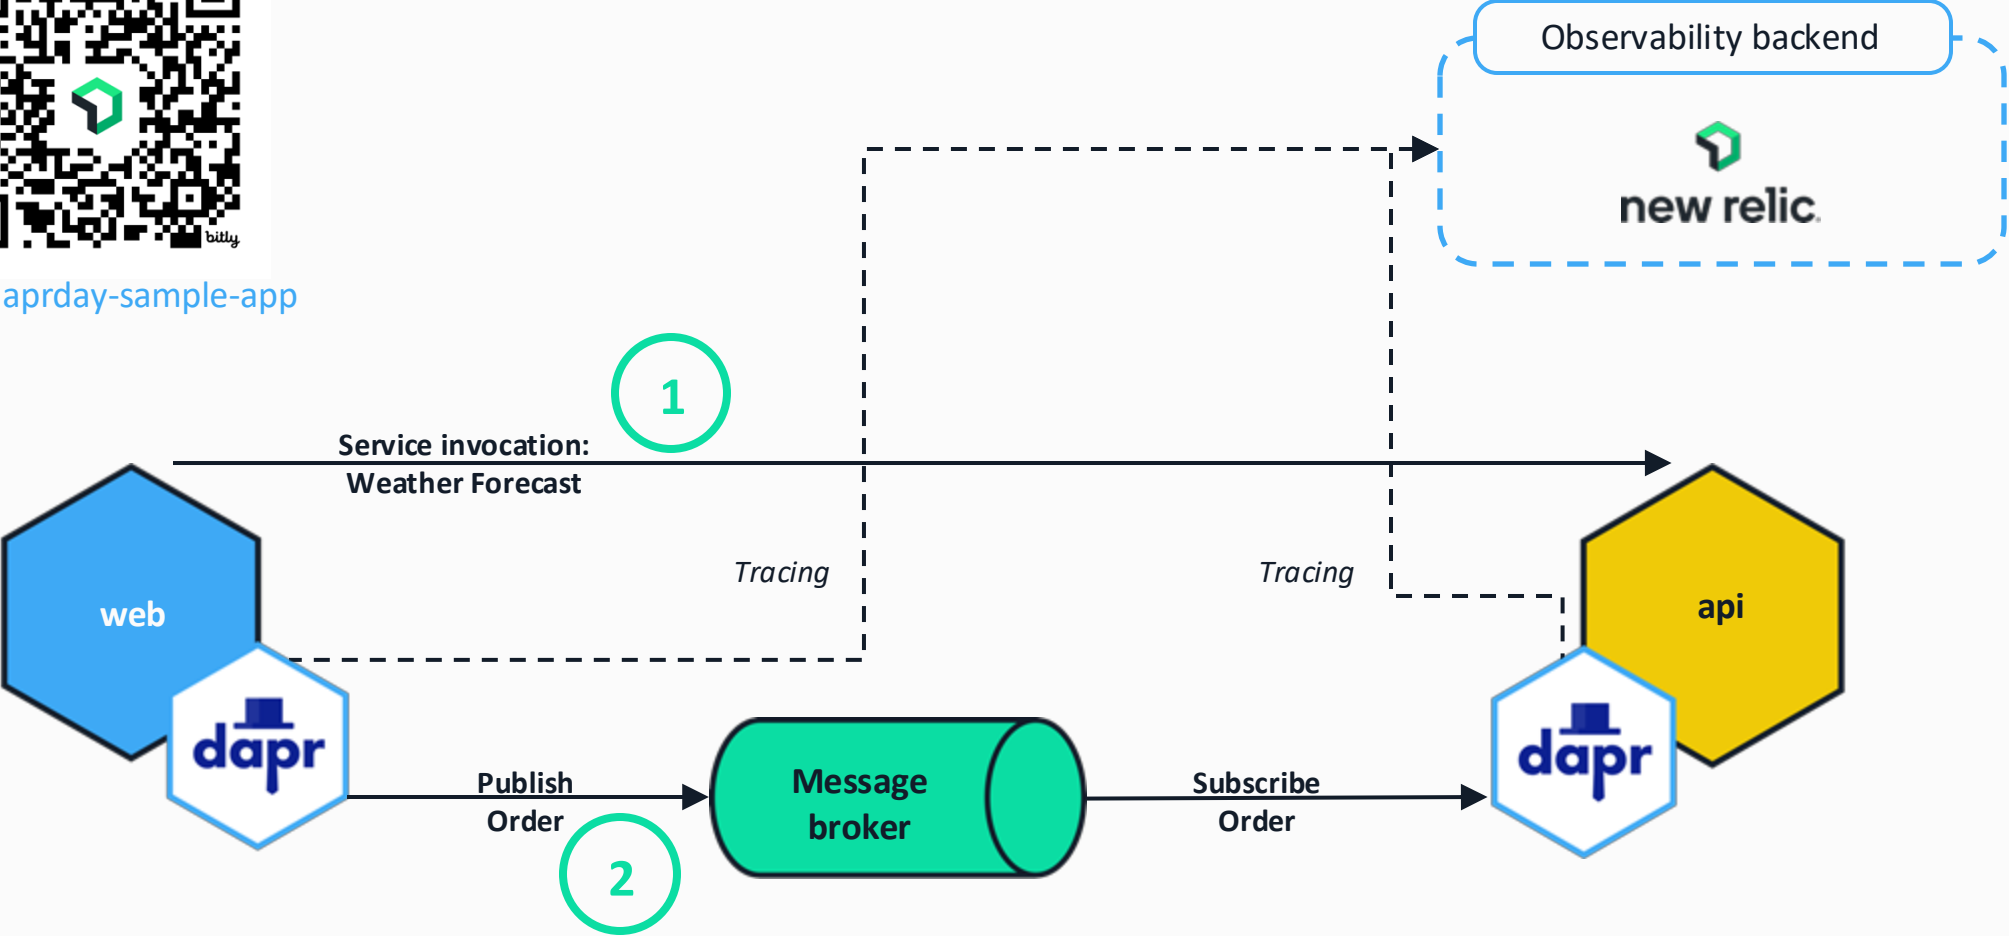 Observability backend
new relic.
bitly
aprday-sample-app
1
Service invocation:
Weather Forecast
Tracing
Tracing
web
api
dapr
dapr
Publish
Order
Message
broker
Subscribe
Order
2